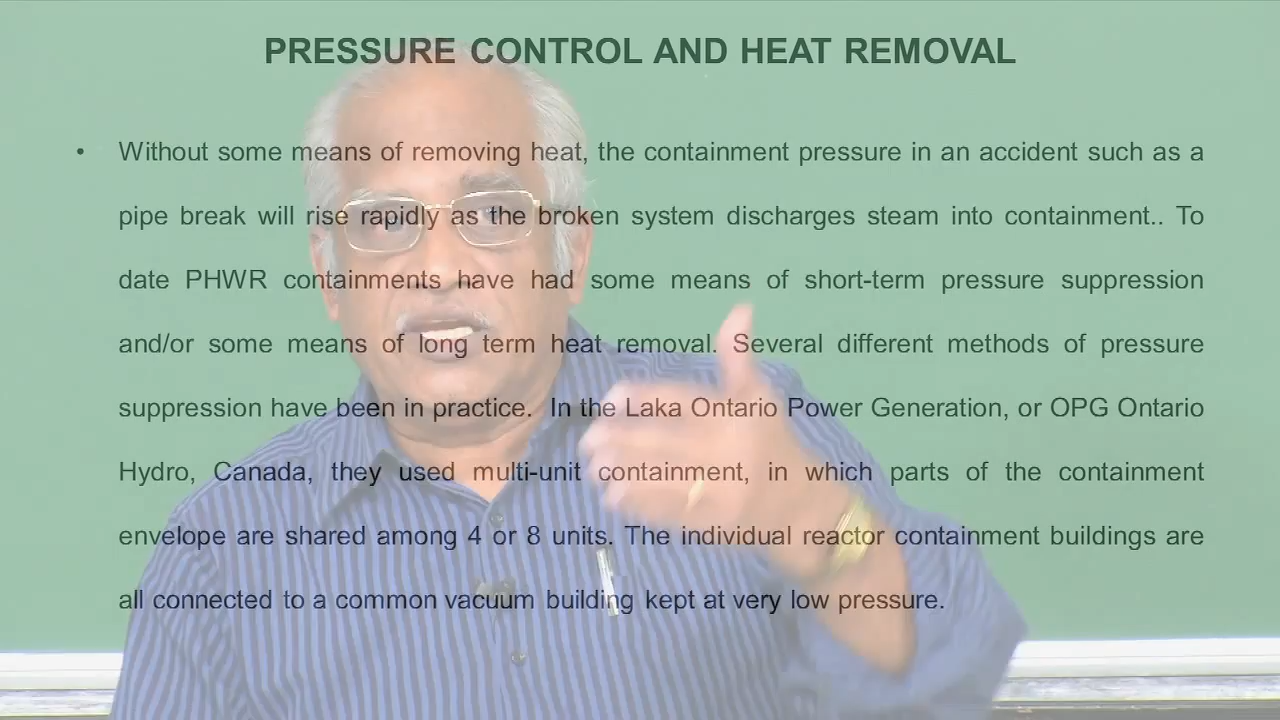 PRESSURE CONTROL AND HEAT REMOVAL
• Without some means of removing heat, the containment pressure in an accident such as a
pipe break will rise rapidly as the broken system discharges steam into containment.. To
date PHWR containments have had some means of short-term pressure suppression
and/or some means of long term heat removal. Several different methods of pressure
suppression have been in practice. In the Laka Ontario Power Generation, or OPG Ontario
Hydro, Canada, they used multi-unit containment, in which parts of the containment
envelope are shared among 4 or 8 units. The individual reactor containment buildings are
all connected to a common vacuum building kept at very low pressure.